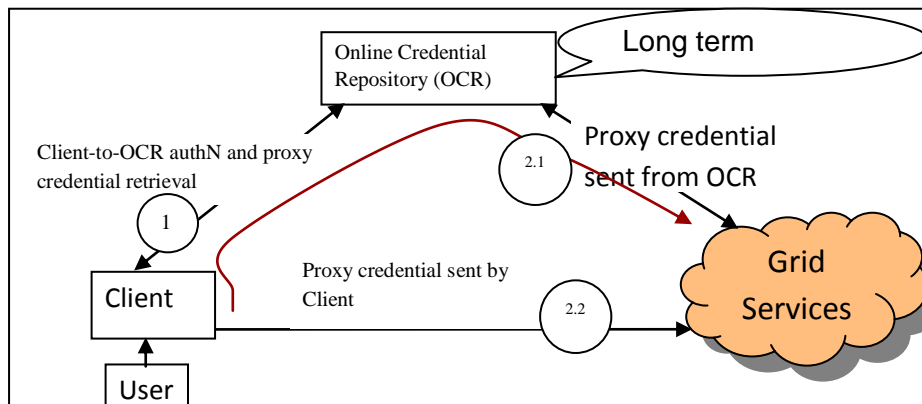 Online Credential
Repository (OCR)
Long term
Client-to-OCR authN and proxy
credential retrieval
2.1
Proxy credential
sent from OCR
1
Proxy credential sent by
Client
2.2
Client
Grid
Services
User